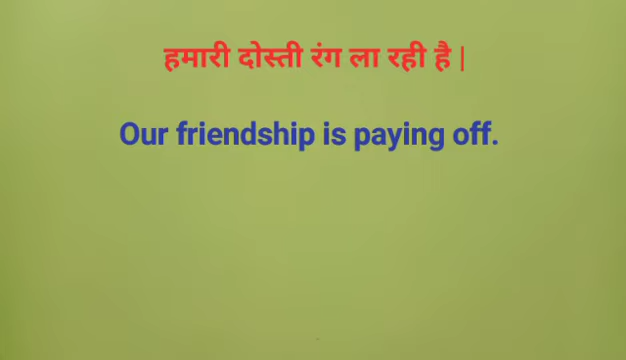 हमारी दोस्ती रंग ला रही है |
Our friendship is paying off.